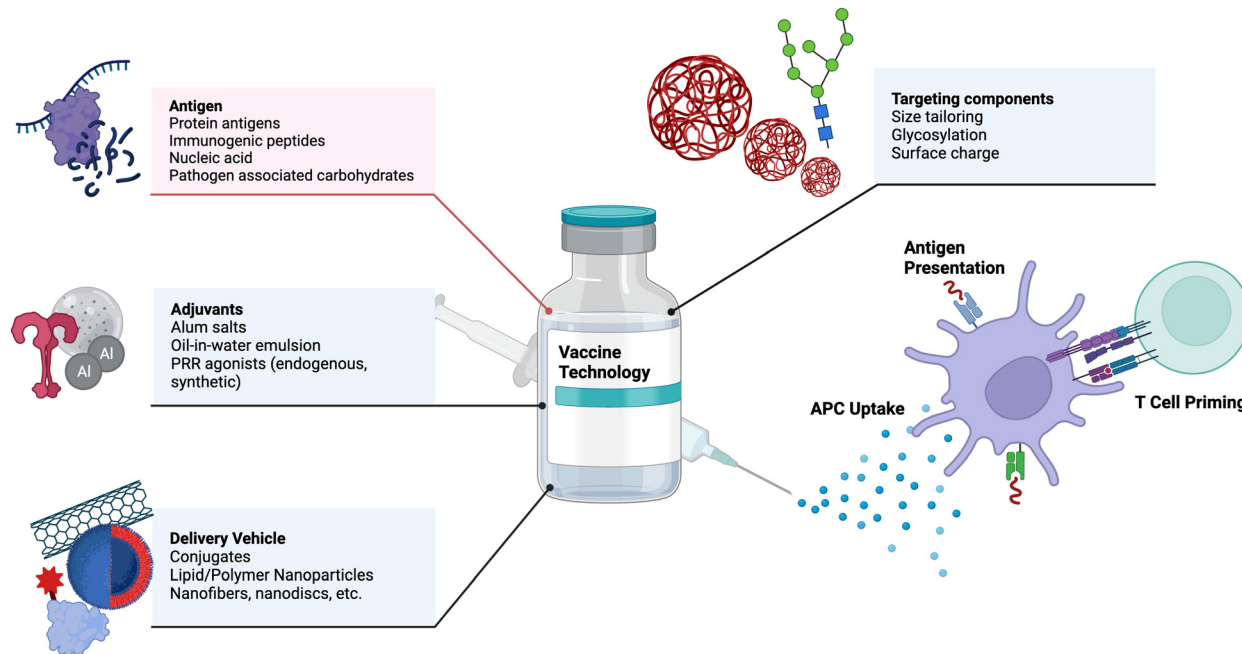 Antigen
Protein antigens
Immunogenic peptides
Nucleic acid
Pathogen associated carbohydrates
Targeting components
Size tailoring
Glycosylation
Surface charge
Adjuvants
Alum salts
Oil-in-water emulsion
PRR agonists (endogenous,
synthetic)
Al
Al
Vaccine
Technology
Antigen
Presentation
APC Uptake
T Cell Priming
Delivery Vehicle
Conjugates
Lipid/Polymer Nanoparticles
Nanofibers, nanodiscs, etc.